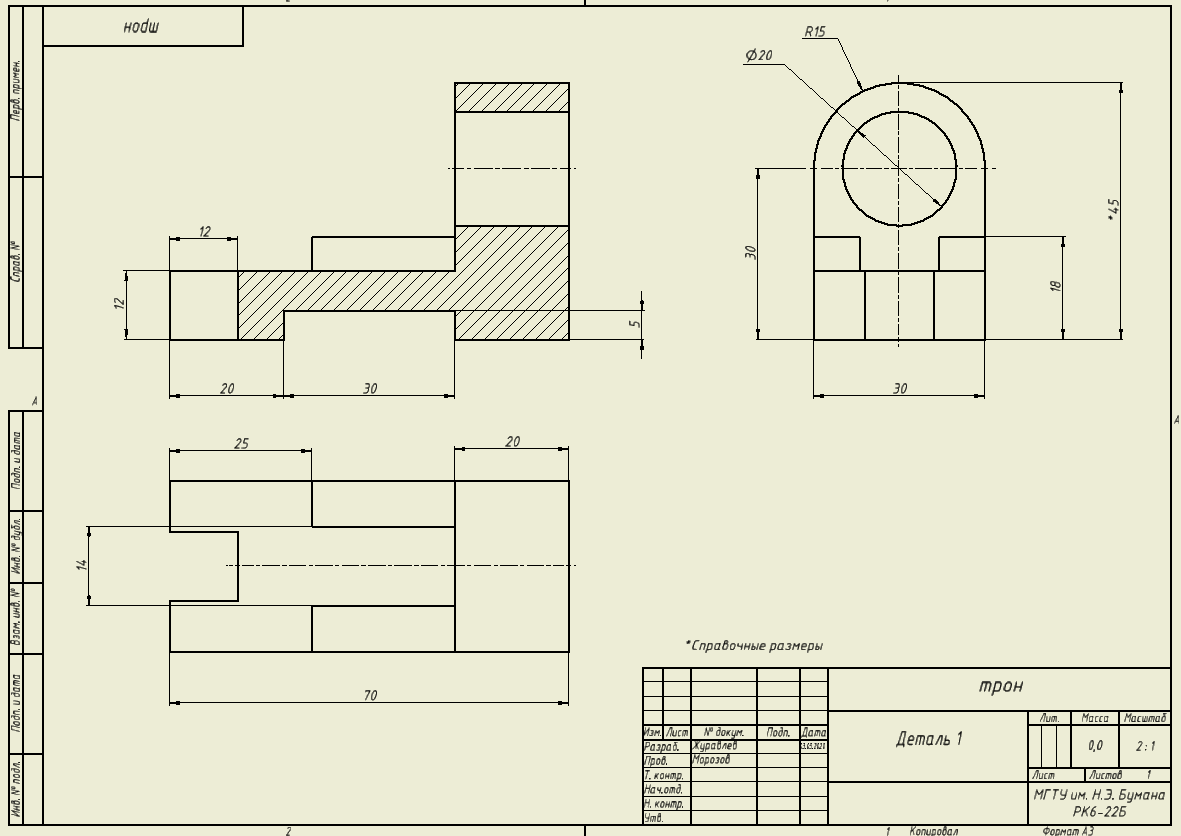 2
трон
R15
Ø20
Перв. примен.
12
30
*45
Справ. №
12
18
5
20
30
30
А
А
25
20
Подп. и дата
14
Инв. № дубл.
Взам. инв. №
*Справочные размеры
70
Подп. и дата
трон
Лит. Масса Масштаб
Изм. Лист № докум. Подп. Дата
Деталь 1
0,0 2:1
Разраб. Журавлев
Пров. Морозов
Т. контр.
Лист Листов 1
Нач.отд.
МГТУ им. Н.Э. Бумана
Н. контр.
РК6-22Б
Утв.
Инв. № подл.
2 1 Копировал Формат А3